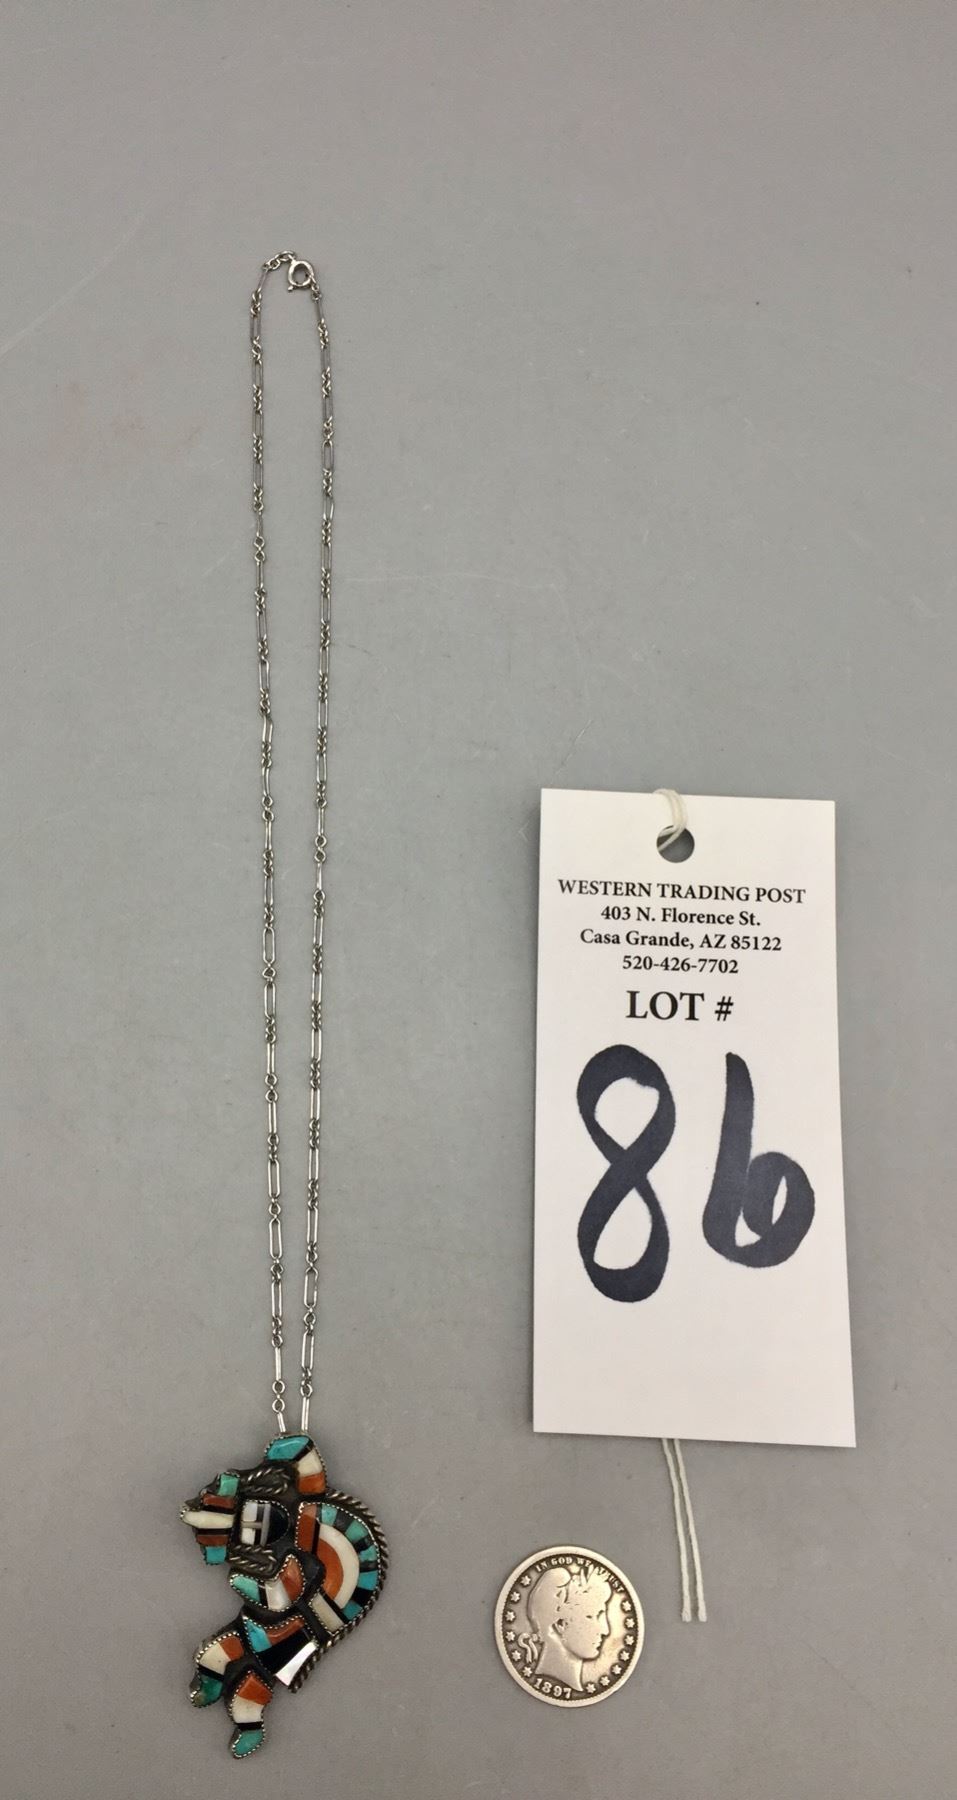 WESTERN TRADING POST
403 N. Florence St.
Casa Grande, AZ 85122
520-426-7702
LOT #
86
IN GOD WE TRUST
1897